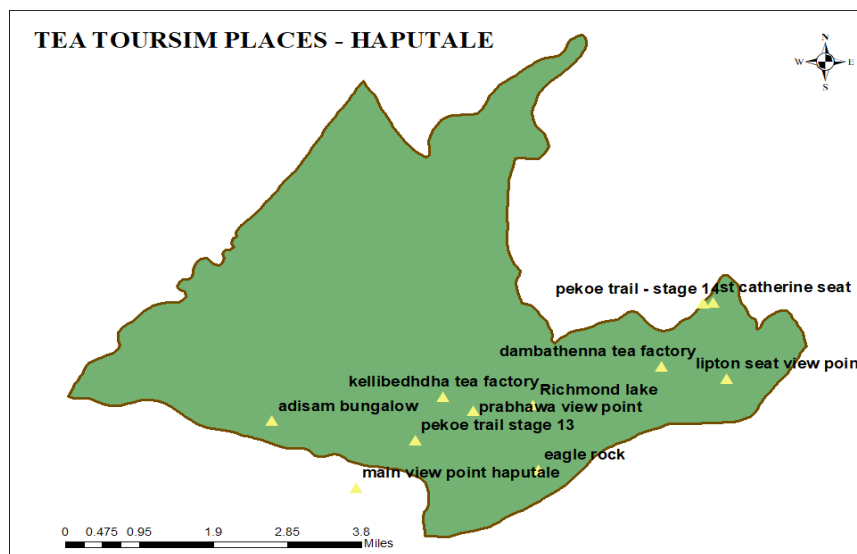 TEA TOURSIM PLACES - HAPUTALE
N
W E
S
pekoe trail - stage 14 st catherine seat
dambathenna tea factory
lipton seat view poin
kellibedhdha tea factory
Richmond lake
adisam bungalow
prabhawa view point
pekoe trail stage 13
eagle rock
main view point haputale
0 0.475 0.95 1.9 2.85 3.8
Miles